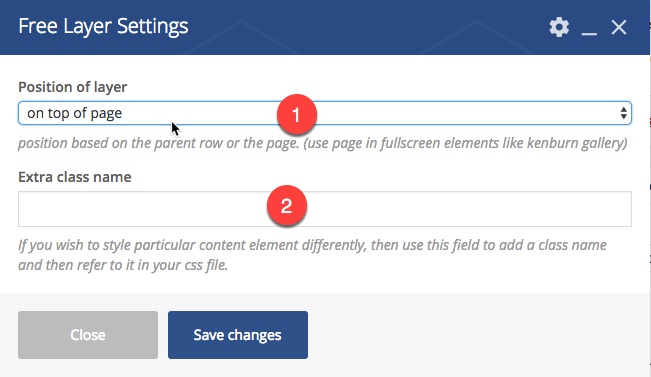 Free Layer Settings
Position of layer
on top of page
1
position based on the parent row or the page. (use page in fullscreen elements like kenburn gallery)
Extra class name
2
If you wish to style particular content element differently, then use this field to add a class name
and then refer to it in your css file.
Close
Save changes